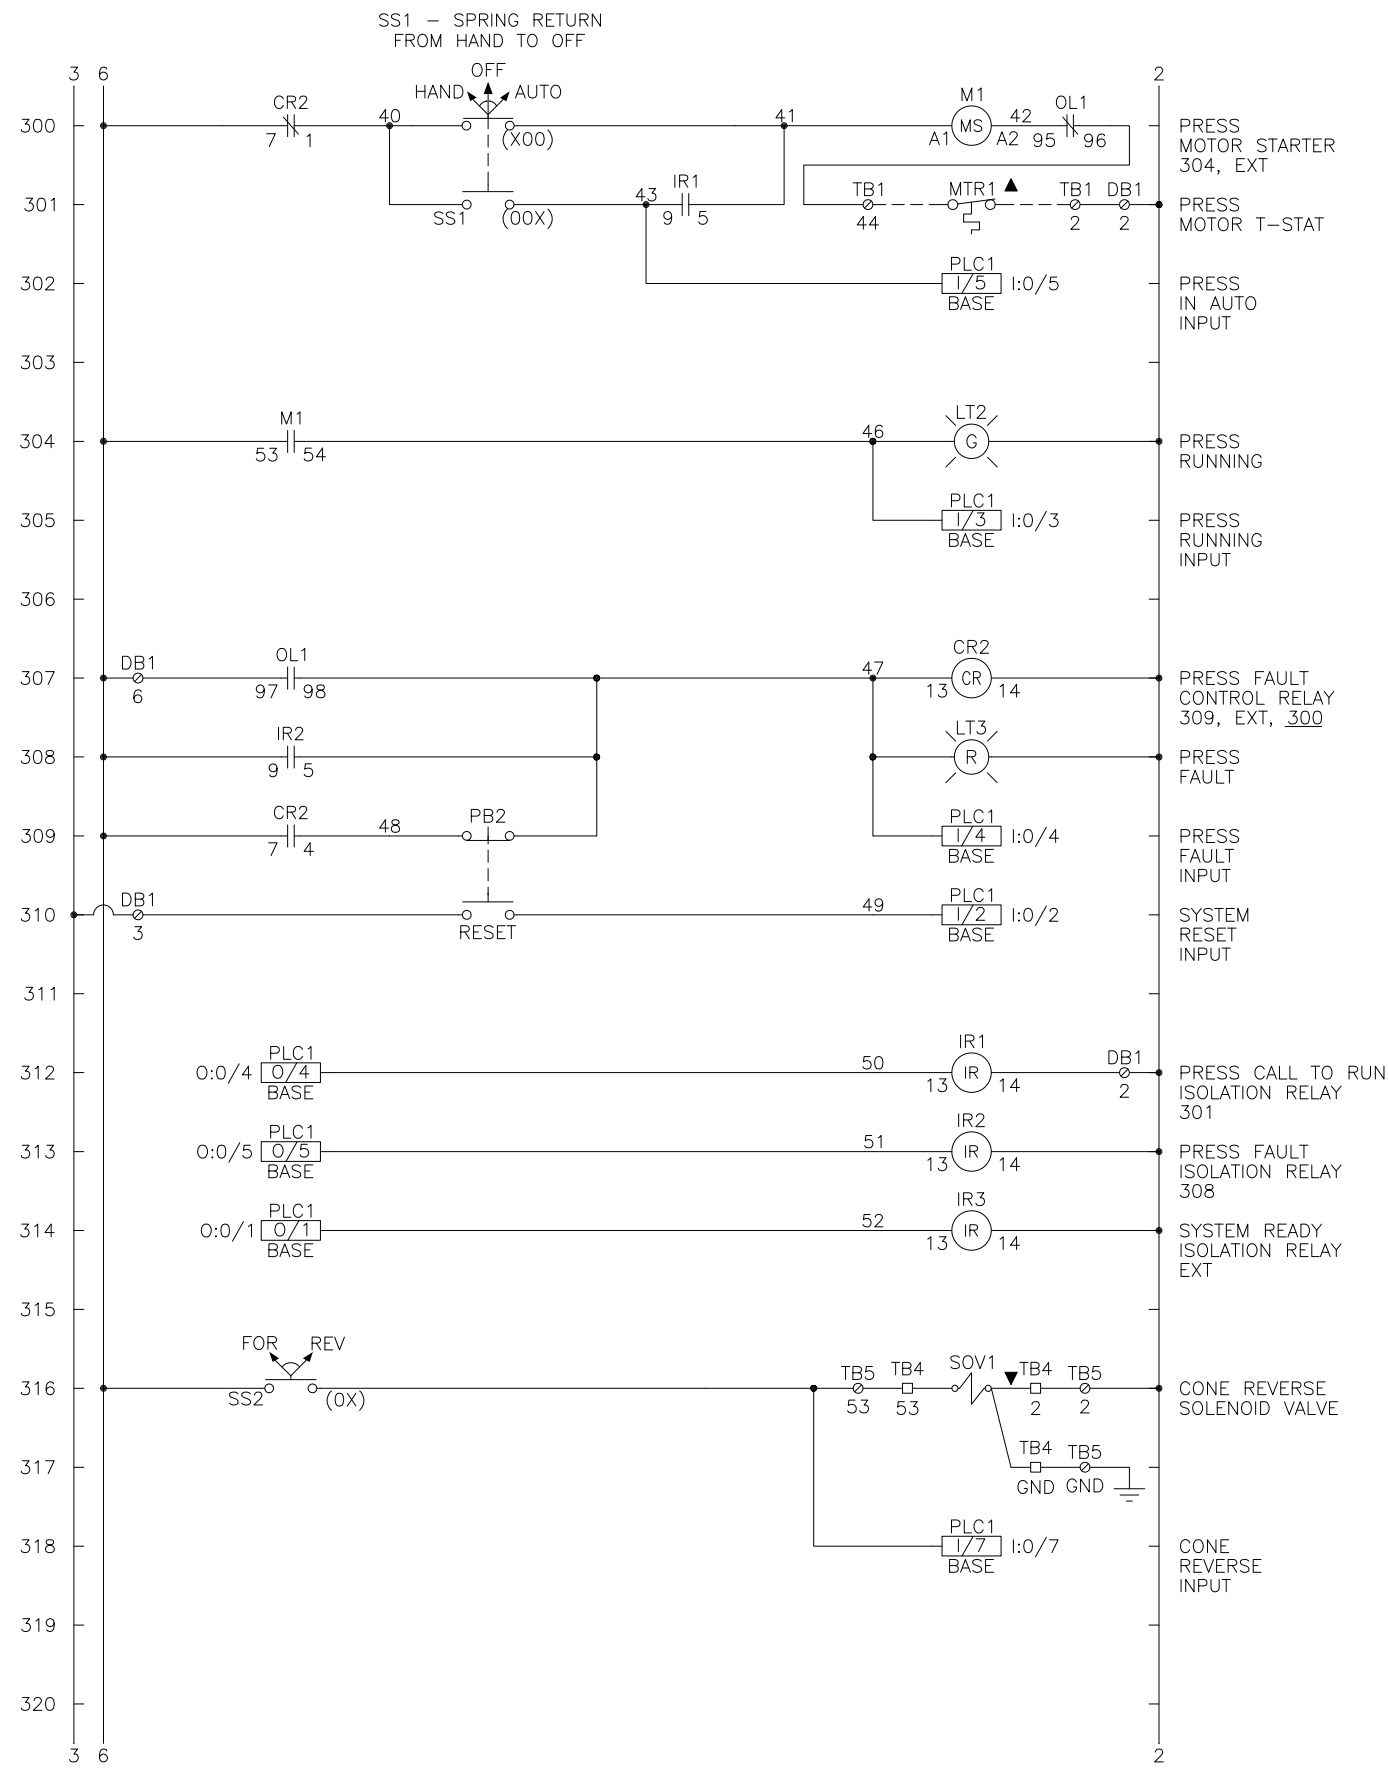 SS1 – SPRING RETURN
FROM HAND TO OFF
3 6 2
OFF
HAND AUTO
300 CR2 7 1 40 (X00) 41 M1 MS A1 A2 42 OL1 95 96 PRESS
MOTOR STARTER
304, EXT
301 SS1 (00X) 43 IR1 9 5 TB1 44 MTR1 TB1 2 DB1 2 PRESS
MOTOR T–STAT
302 PLC1 I/5 BASE I:0/5 PRESS
IN AUTO
INPUT
303
304 M1 53 54 46 LT2 G PRESS
RUNNING
305 PLC1 I/3 BASE I:0/3 PRESS
RUNNING
INPUT
306
307 DB1 6 OL1 97 98 47 CR2 CR 13 14 PRESS FAULT
CONTROL RELAY
309, EXT, 300
308 IR2 9 5 LT3 R PRESS
FAULT
309 CR2 7 4 48 PB2 PLC1 I/4 BASE I:0/4 PRESS
FAULT
INPUT
310 DB1 3 RESET 49 PLC1 I/2 BASE I:0/2 SYSTEM
RESET
INPUT
311
312 O:0/4 PLC1 O/4 BASE 50 IR1 IR 13 14 DB1 2 PRESS CALL TO RUN
ISOLATION RELAY
301
313 O:0/5 PLC1 O/5 BASE 51 IR2 IR 13 14 PRESS FAULT
ISOLATION RELAY
308
314 O:0/1 PLC1 O/1 BASE 52 IR3 IR 13 14 SYSTEM READY
ISOLATION RELAY
EXT
315
FOR REV
316 SS2 (0X) TB5 53 TB4 53 SOV1 TB4 2 TB5 2 CONE REVERSE
SOLENOID VALVE
317 TB4 GND TB5 GND
318 PLC1 I/7 BASE I:0/7 CONE
REVERSE
INPUT
319
320
3 6 2